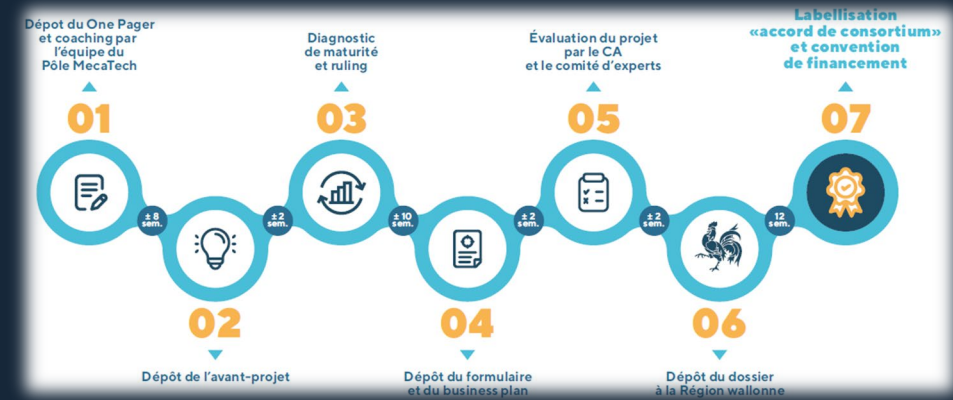 Dépot du One Pager
et coaching par
l'équipe du
Pôle MecaTech
01
± 8
sem.
02
Dépôt de l'avant-projet
± 2
sem.
Diagnostic
de maturité
et ruling
03
± 10
sem.
04
Dépôt du formulaire
et du business plan
± 2
sem.
Évaluation du projet
par le CA
et le comité d'experts
05
± 2
sem.
06
Dépôt du dossier
à la Région wallonne
12
sem.
Labellisation
«accord de consortium»
et convention
de financement
07